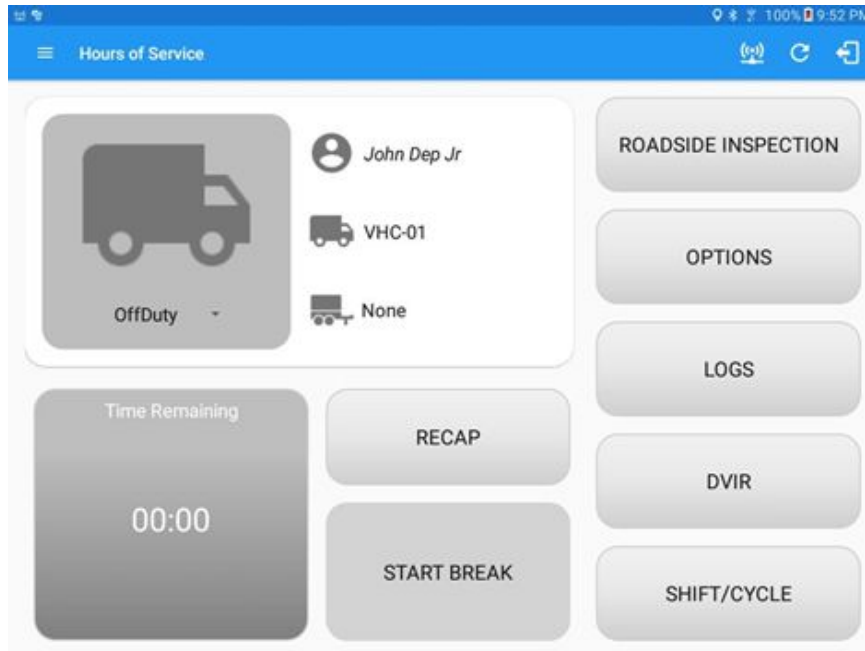 100% 9:52 PM
Hours of Service
John Dep Jr
VHC-01
None
OffDuty
Time Remaining
00:00
RECAP
START BREAK
ROADSIDE INSPECTION
OPTIONS
LOGS
DVIR
SHIFT/CYCLE